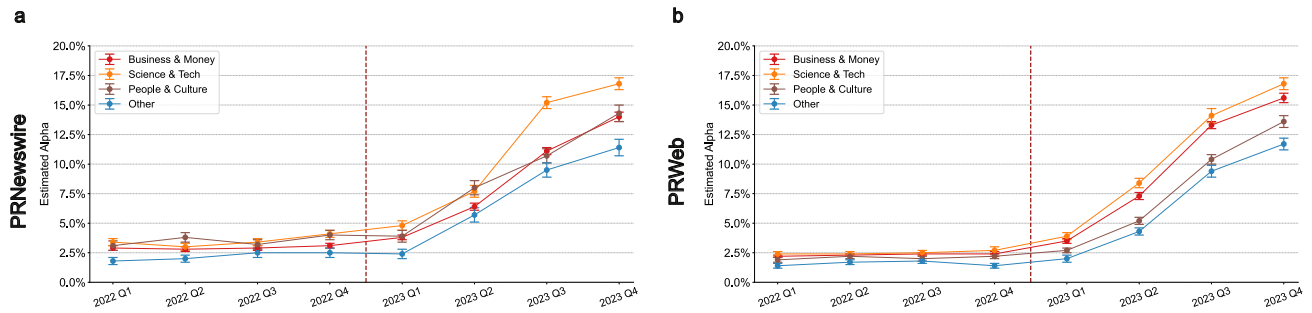 a
PRNewswire
Estimated Alpha
20.0%
17.5%
15.0%
12.5%
10.0%
7.5%
5.0%
2.5%
0.0%
Business & Money
Science & Tech
People & Culture
Other
2022 Q1
2022 Q2
2022 Q3
2022 Q4
2023 Q1
2023 Q2
2023 Q3
2023 Q4
b
PRWeb
Estimated Alpha
20.0%
17.5%
15.0%
12.5%
10.0%
7.5%
5.0%
2.5%
0.0%
Business & Money
Science & Tech
People & Culture
Other
2022 Q1
2022 Q2
2022 Q3
2022 Q4
2023 Q1
2023 Q2
2023 Q3
2023 Q4